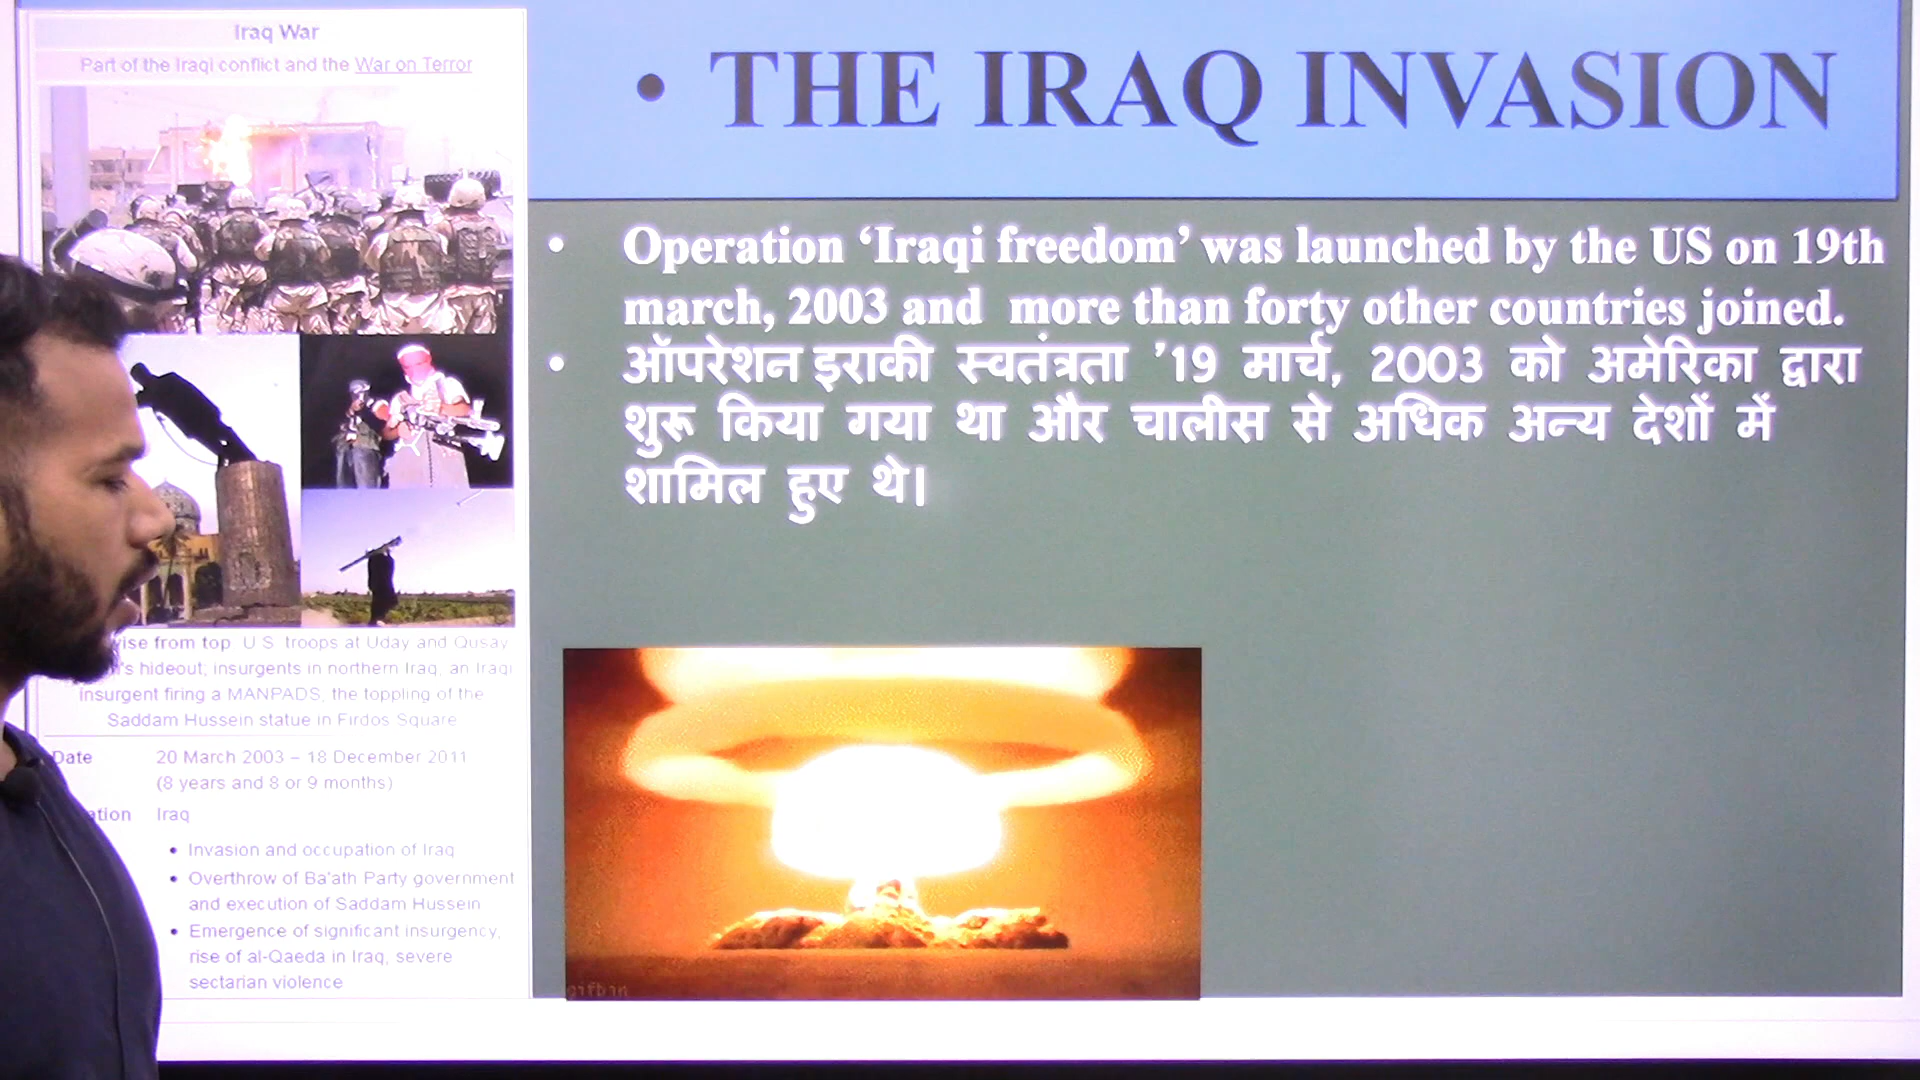 Iraq War
Part of the Iraqi conflict and the War on Terror
wise from top U S troops at Uday and Qusay
's hideout; insurgents in northern Iraq, an Iraqi
insurgent firing a MANPADS, the toppling of the
Saddam Hussein statue in Firdos Square
Date 20 March 2003 – 18 December 2011
(8 years and 8 or 9 months)
ation Iraq
• Invasion and occupation of Iraq
• Overthrow of Ba'ath Party government
and execution of Saddam Hussein
• Emergence of significant insurgency,
rise of al-Qaeda in Iraq, severe
sectarian violence
• THE IRAQ INVASION
• Operation ‘Iraqi freedom’ was launched by the US on 19th
march, 2003 and more than forty other countries joined.
• ऑपरेशन इराकी स्वतंत्रता ’19 मार्च, 2003 को अमेरिका द्वारा
शुरू किया गया था और चालीस से अधिक अन्य देशों में
शामिल हुए थे।